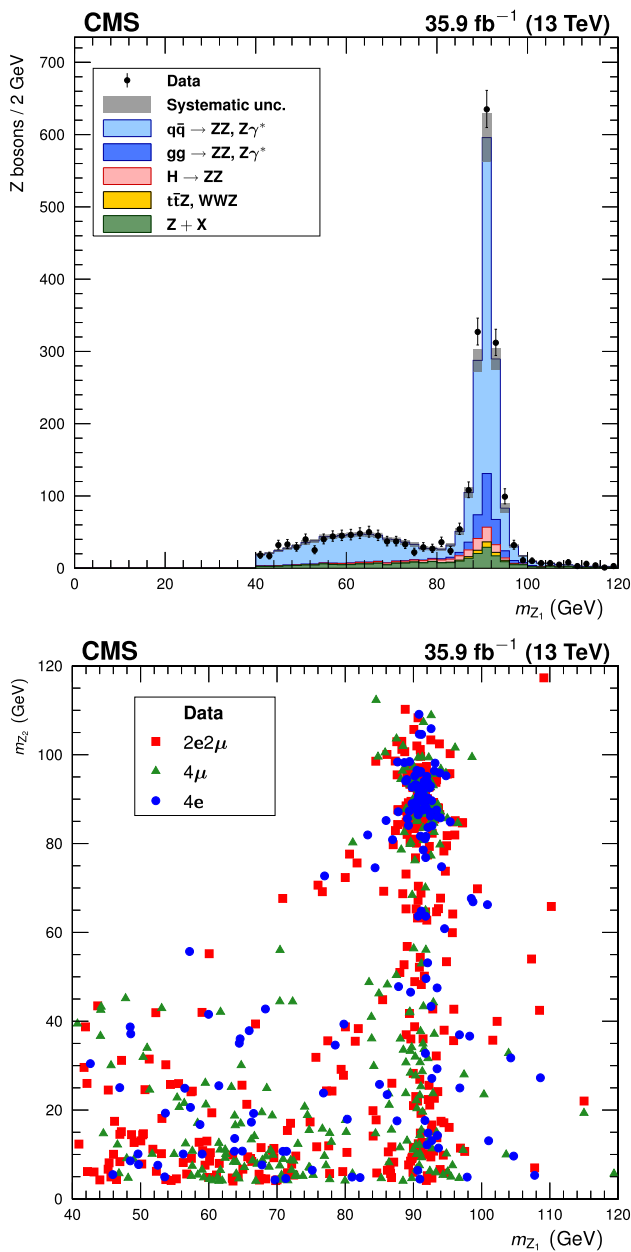 CMS 35.9 fb⁻¹ (13 TeV)
Z bosons / 2 GeV
700
600
500
400
300
200
100
0
Data
Systematic unc.
qq̄ → ZZ, Zγ*
gg → ZZ, Zγ*
H → ZZ
tt̄Z, WWZ
Z + X
0 20 40 60 80 100 120
m_Z₁ (GeV)
CMS 35.9 fb⁻¹ (13 TeV)
m_Z₂ (GeV)
120
100
80
60
40
20
0
Data
2e2μ
4μ
4e
40 50 60 70 80 90 100 110 120
m_Z₁ (GeV)